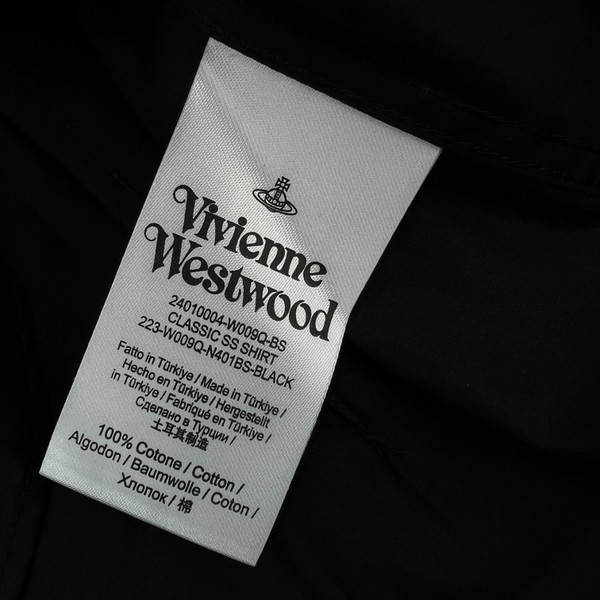 Vivienne
Westwood
24010004-W009Q-BS
CLASSIC SS SHIRT
223-W009Q-N401BS-BLACK
Fatto in Türkiye / Made in Türkiye /
Hecho en Türkiye / Hergestellt
in Türkiye / Fabriqué en Türkiye /
Сделано в Турции /
土耳其制造
100% Cotone / Cotton /
Algodon / Baumwolle / Coton /
Хлопок / 棉